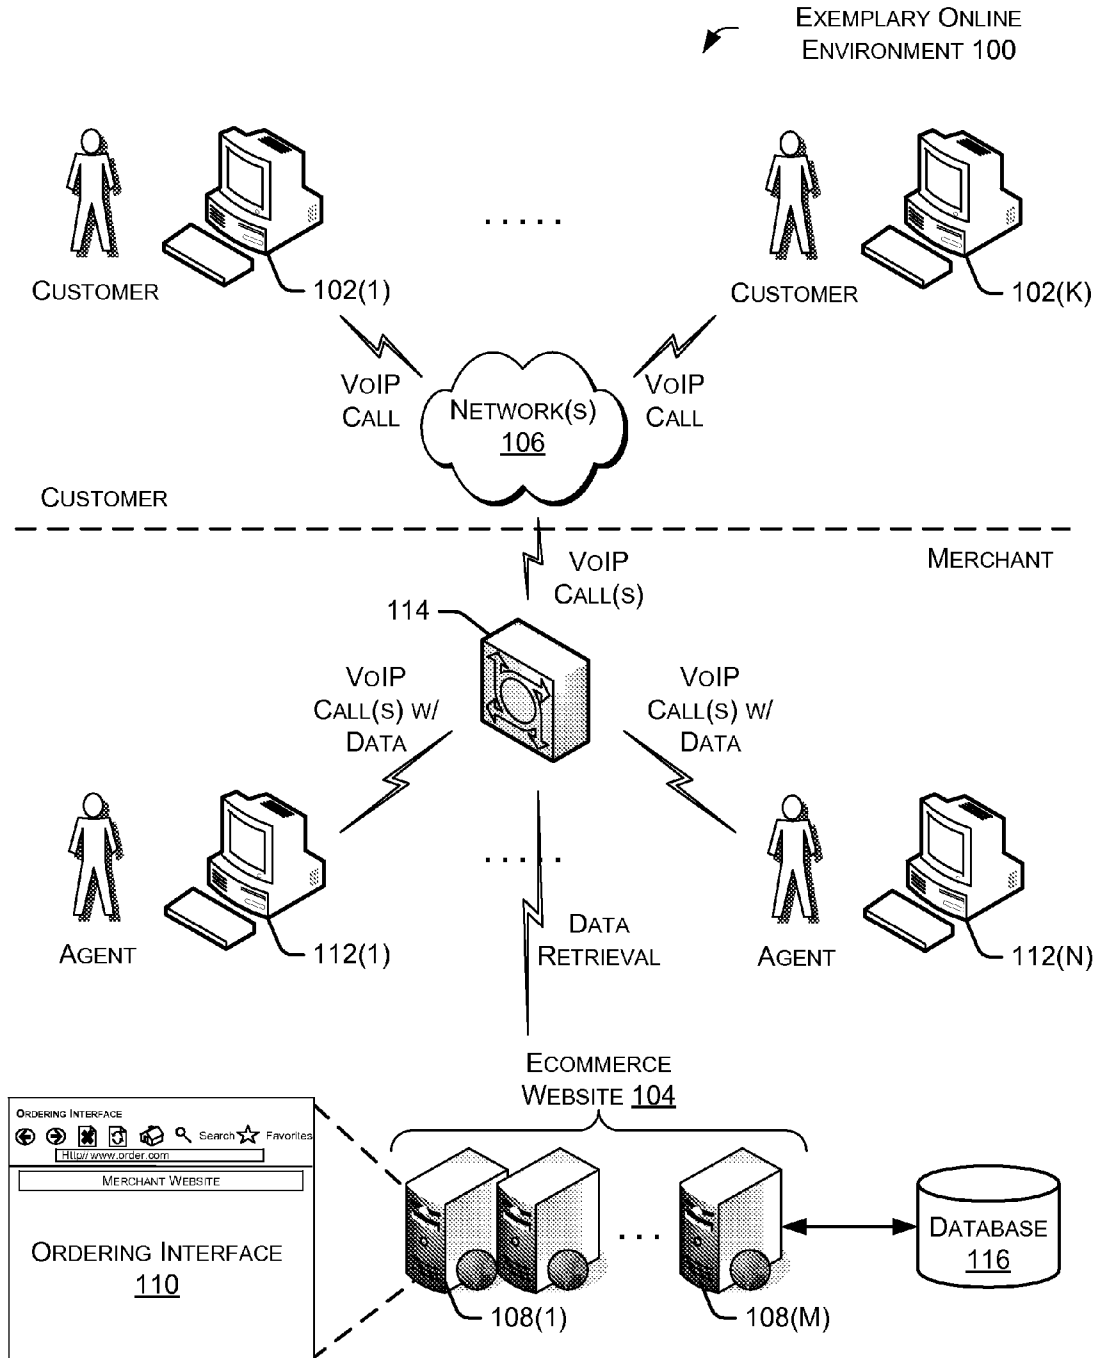 EXEMPLARY ONLINE
ENVIRONMENT 100
.....
CUSTOMER
102(1)
CUSTOMER
102(K)
VOIP
CALL
NETWORK(S)
106
VOIP
CALL
CUSTOMER
MERCHANT
VOIP
CALL(S)
114
VOIP
CALL(S) W/
DATA
VOIP
CALL(S) W/
DATA
.....
AGENT
112(1)
DATA
RETRIEVAL
AGENT
112(N)
ECOMMERCE
WEBSITE 104
ORDERING INTERFACE
Search Favorites
Http//www.order.com
MERCHANT WEBSITE
ORDERING INTERFACE
110
...
DATABASE
116
108(1)
108(M)